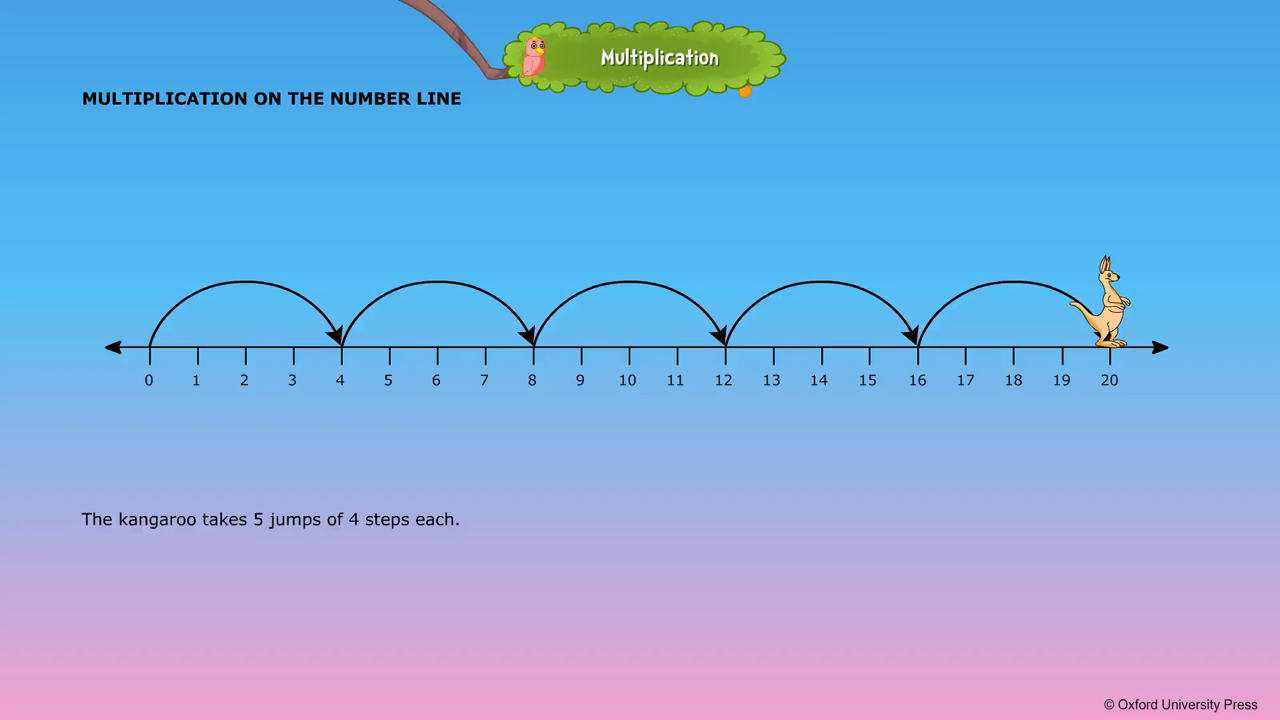 Multiplication
MULTIPLICATION ON THE NUMBER LINE
0 1 2 3 4 5 6 7 8 9 10 11 12 13 14 15 16 17 18 19 20
The kangaroo takes 5 jumps of 4 steps each.
© Oxford University Press